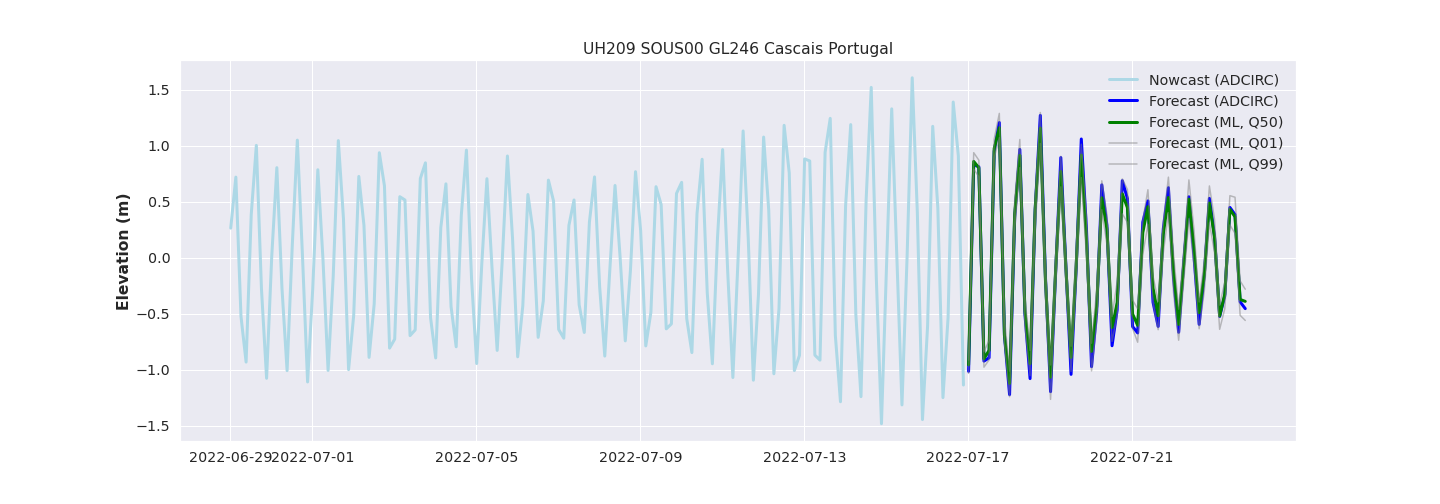 UH209 SOUS00 GL246 Cascais Portugal
Nowcast (ADCIRC)
Forecast (ADCIRC)
Forecast (ML, Q50)
Forecast (ML, Q01)
Forecast (ML, Q99)
Elevation (m)
1.5
1.0
0.5
0.0
−0.5
−1.0
−1.5
2022-06-29 2022-07-01 2022-07-05 2022-07-09 2022-07-13 2022-07-17 2022-07-21